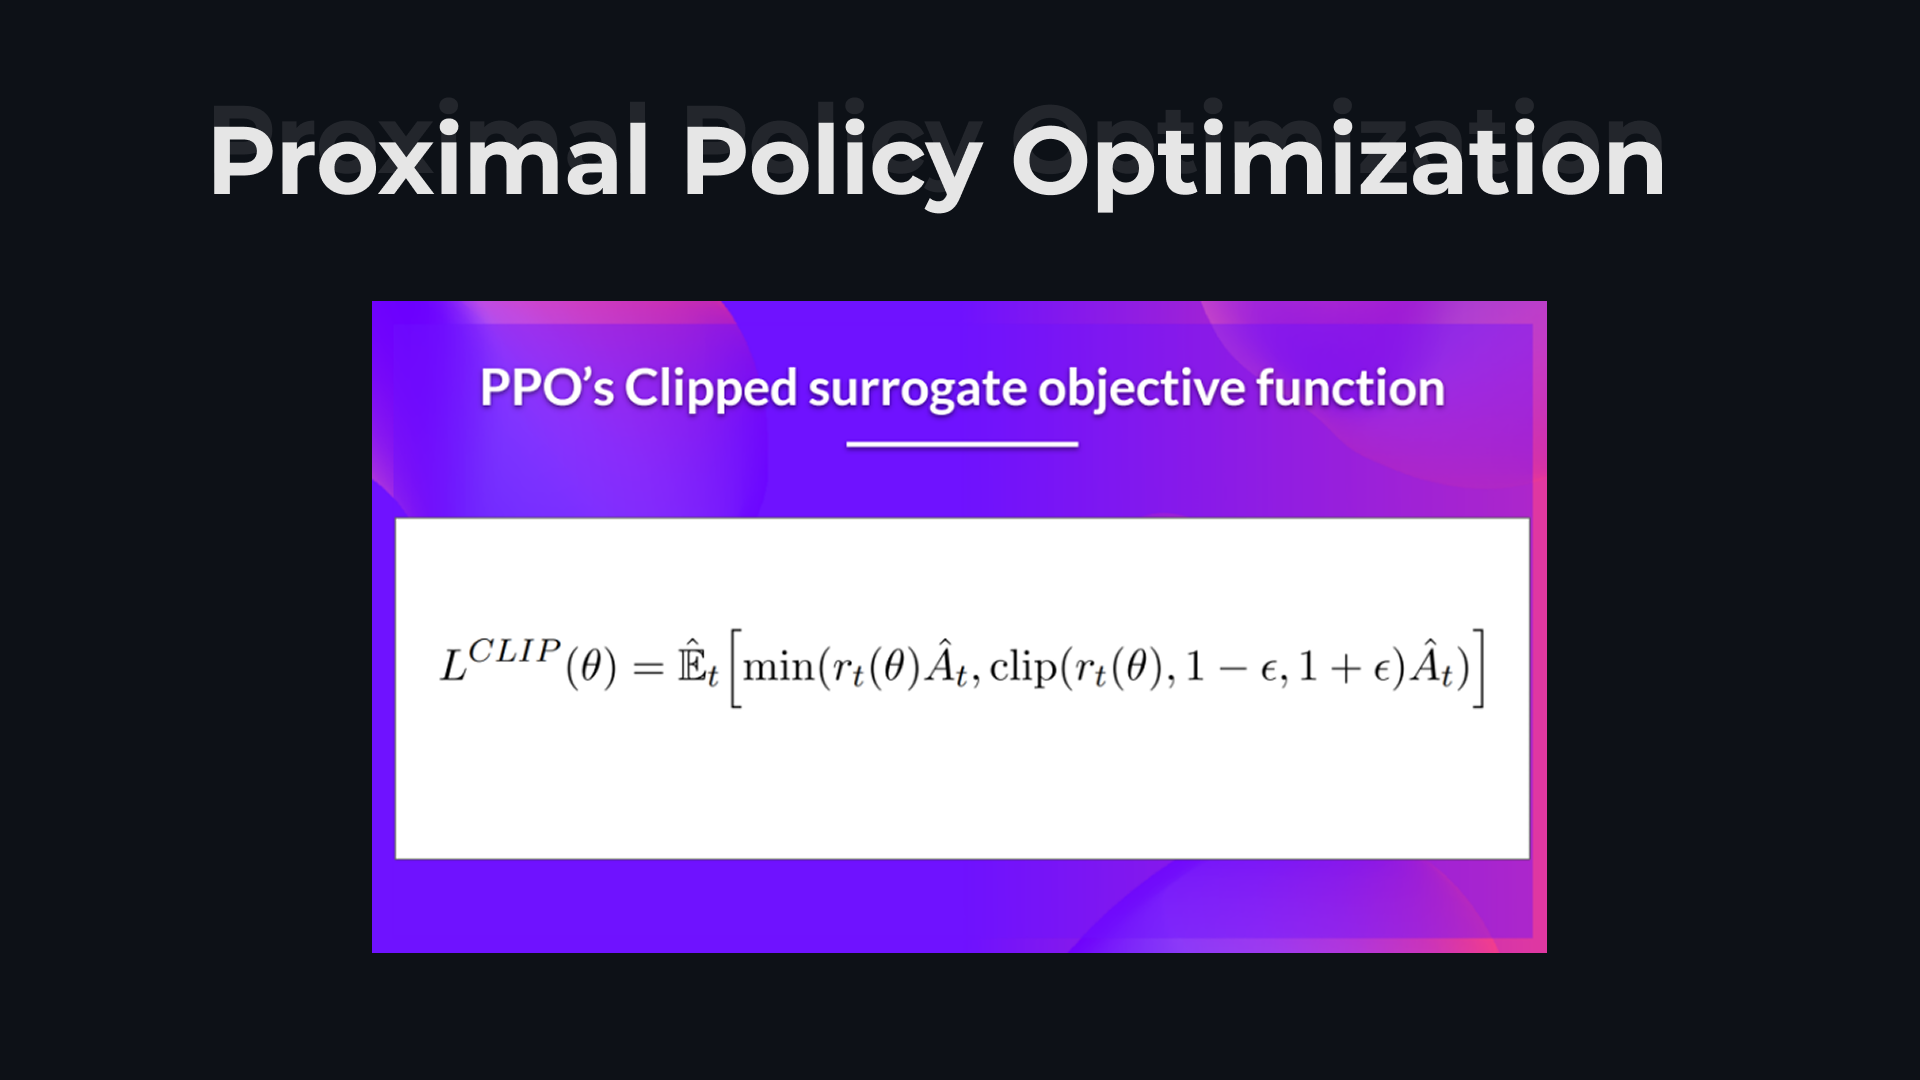 Proximal Policy Optimization
PPO’s Clipped surrogate objective function
L^{CLIP}(θ) = Ê_t[min(r_t(θ)Â_t, clip(r_t(θ), 1 − ϵ, 1 + ϵ)Â_t)]